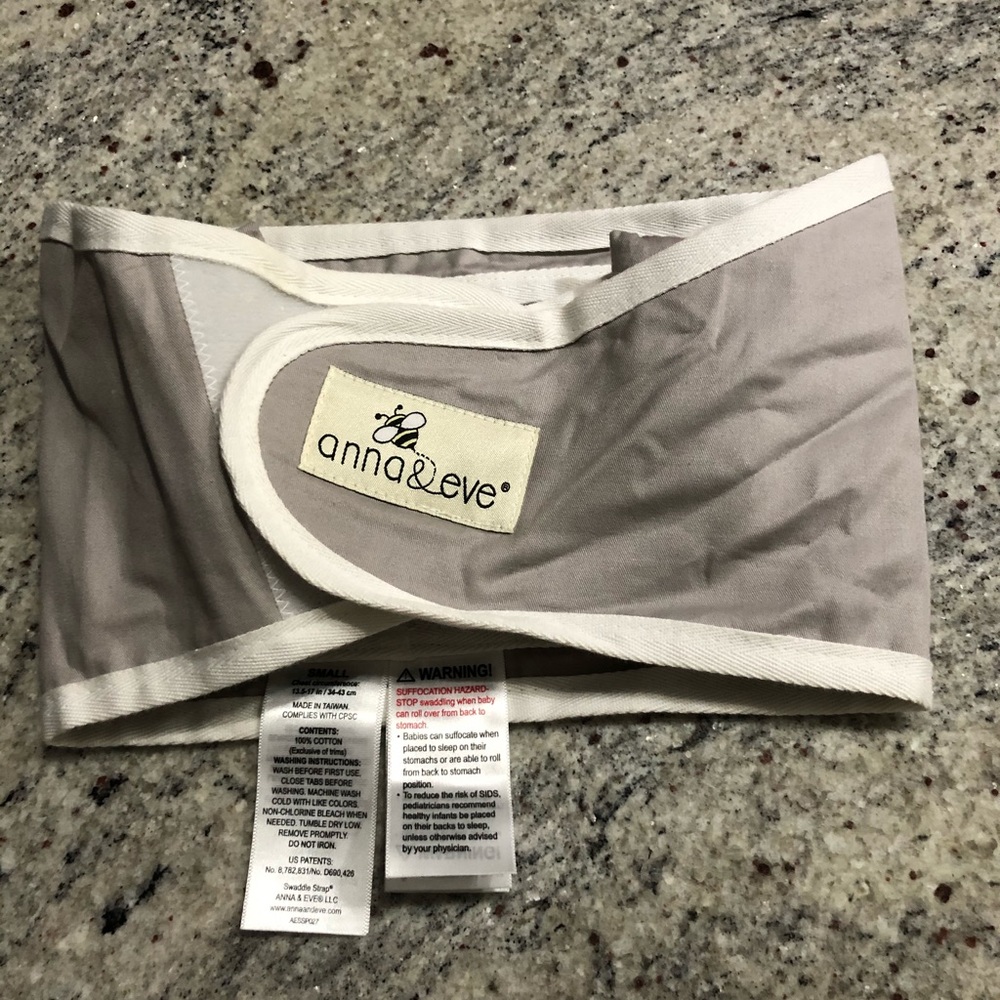 anna&eve®
SMALL
Chest circumference:
13.5-17 in / 34-43 cm
MADE IN TAIWAN.
COMPLIES WITH CPSC
CONTENTS:
100% COTTON
(Exclusive of trims)
WASHING INSTRUCTIONS:
WASH BEFORE FIRST USE.
CLOSE TABS BEFORE
WASHING. MACHINE WASH
COLD WITH LIKE COLORS.
NON-CHLORINE BLEACH WHEN
NEEDED. TUMBLE DRY LOW.
REMOVE PROMPTLY.
DO NOT IRON.
US PATENTS:
No. 8,782,831/No. D690,426
Swaddle Strap®
ANNA & EVE® LLC
www.annaandeve.com
AESSP027
⚠ WARNING!
SUFFOCATION HAZARD-
STOP swaddling when baby
can roll over from back to
stomach.
• Babies can suffocate when
placed to sleep on their
stomachs or are able to roll
from back to stomach
position.
• To reduce the risk of SIDS,
pediatricians recommend
healthy infants be placed
on their backs to sleep,
unless otherwise advised
by your physician.